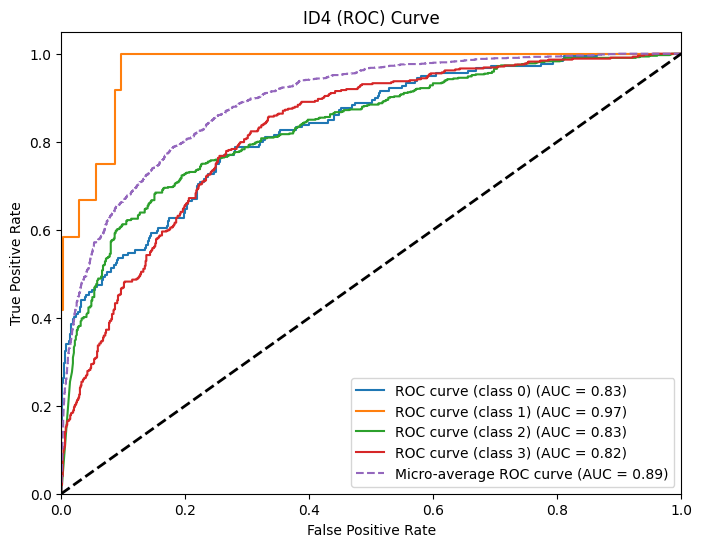 ID4 (ROC) Curve
True Positive Rate
1.0
0.8
0.6
0.4
0.2
0.0
0.0 0.2 0.4 0.6 0.8 1.0
False Positive Rate
ROC curve (class 0) (AUC = 0.83)
ROC curve (class 1) (AUC = 0.97)
ROC curve (class 2) (AUC = 0.83)
ROC curve (class 3) (AUC = 0.82)
Micro-average ROC curve (AUC = 0.89)